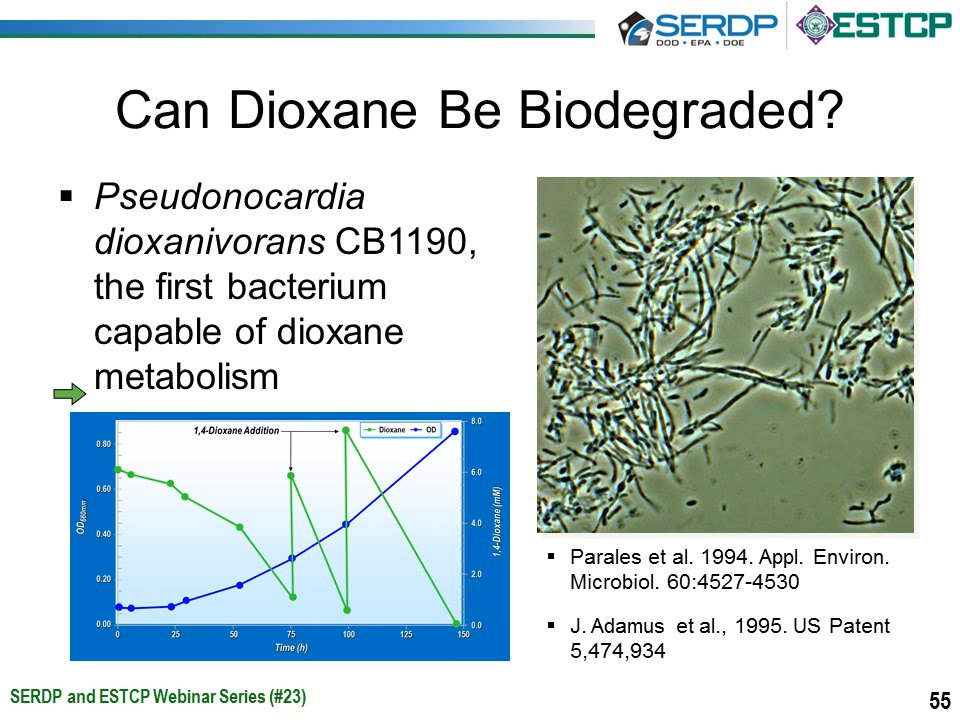 SERDP
DOD • EPA • DOE
ESTCP
Can Dioxane Be Biodegraded?
▪ Pseudonocardia
dioxanivorans CB1190,
the first bacterium
capable of dioxane
metabolism
1,4-Dioxane Addition
Dioxane
OD
8.0
0.80
6.0
0.60
4.0
0.40
2.0
0.20
0.0
0.00
OD660mm
1,4-Dioxane (mM)
0 25 50 75 100 125 150
Time (h)
▪ Parales et al. 1994. Appl. Environ.
Microbiol. 60:4527-4530
▪ J. Adamus et al., 1995. US Patent
5,474,934
SERDP and ESTCP Webinar Series (#23)
55